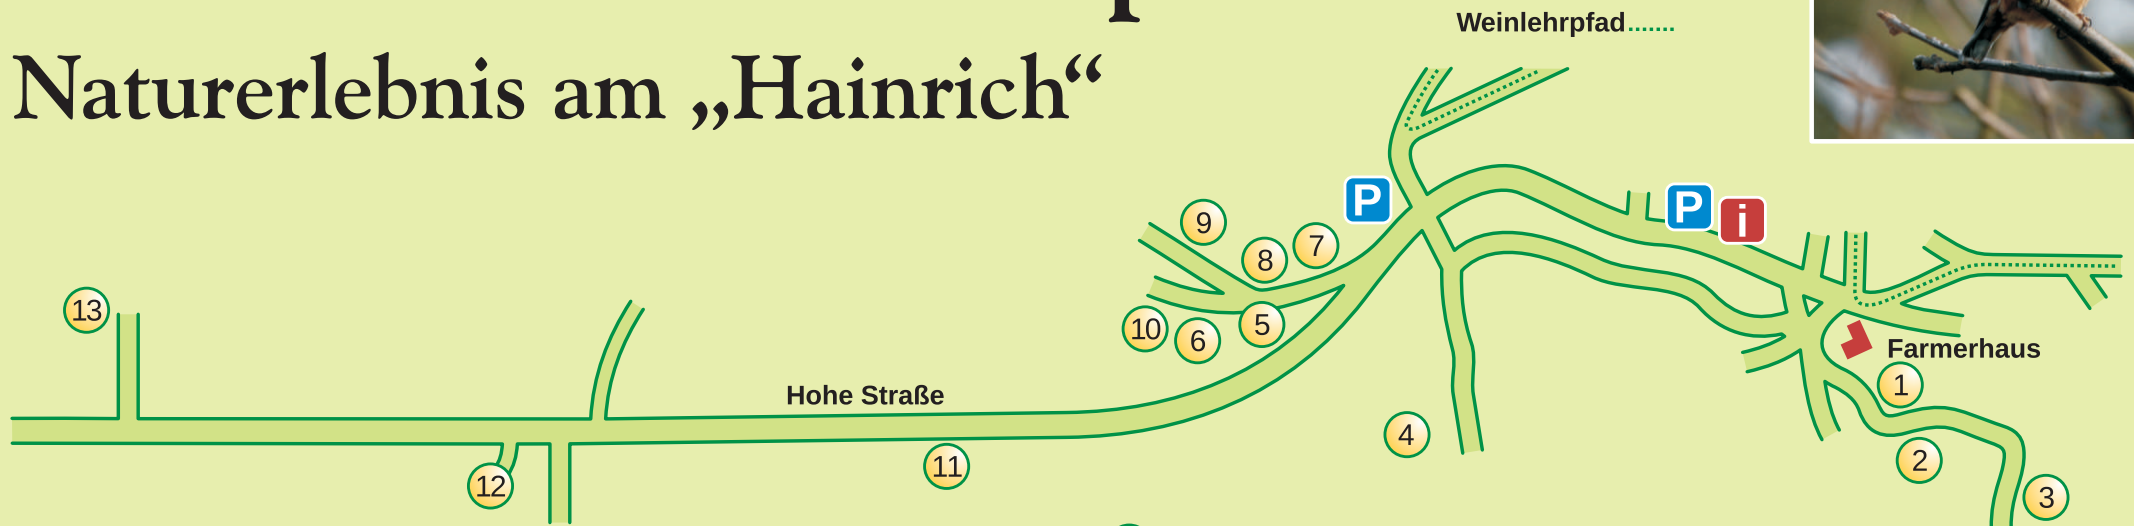 Naturerlebnis am „Hainrich“
Weinlehrpfad.......
P
P
i
9
8
7
13
10
6
5
Farmerhaus
Hohe Straße
1
4
11
2
12
3